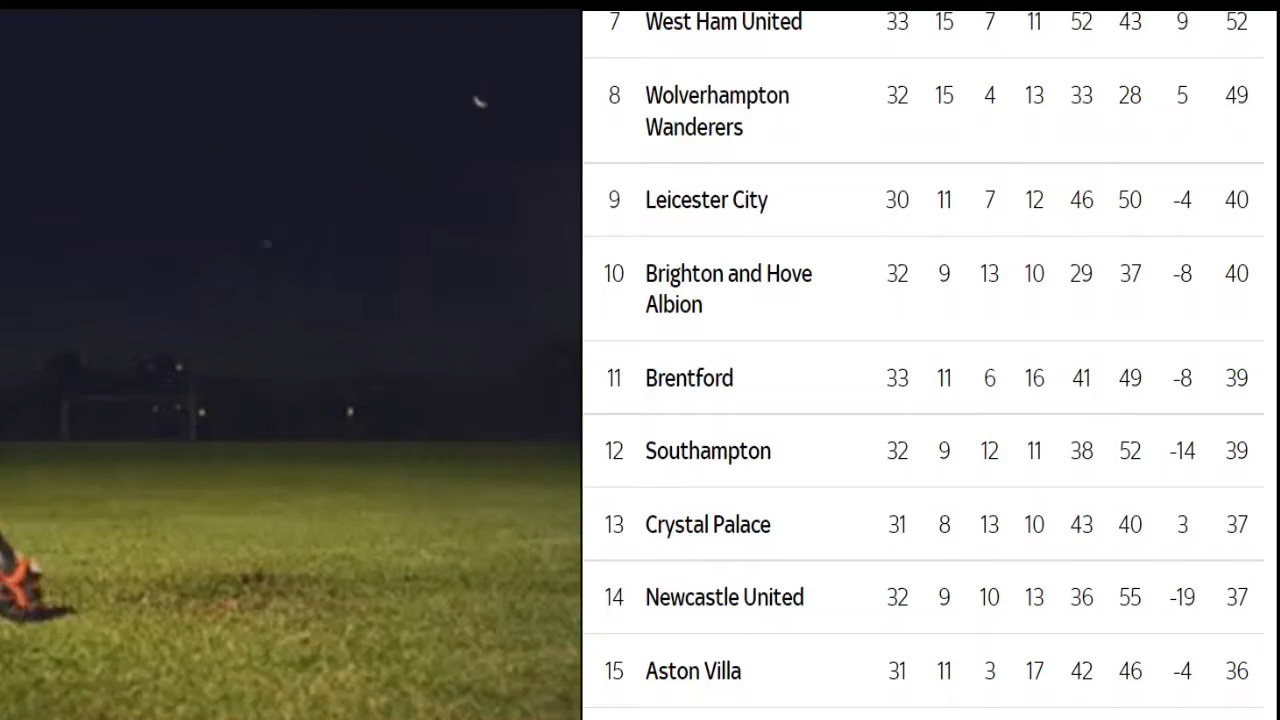 7 West Ham United 33 15 7 11 52 43 9 52
8 Wolverhampton 32 15 4 13 33 28 5 49
Wanderers
9 Leicester City 30 11 7 12 46 50 -4 40
10 Brighton and Hove 32 9 13 10 29 37 -8 40
Albion
11 Brentford 33 11 6 16 41 49 -8 39
12 Southampton 32 9 12 11 38 52 -14 39
13 Crystal Palace 31 8 13 10 43 40 3 37
14 Newcastle United 32 9 10 13 36 55 -19 37
15 Aston Villa 31 11 3 17 42 46 -4 36